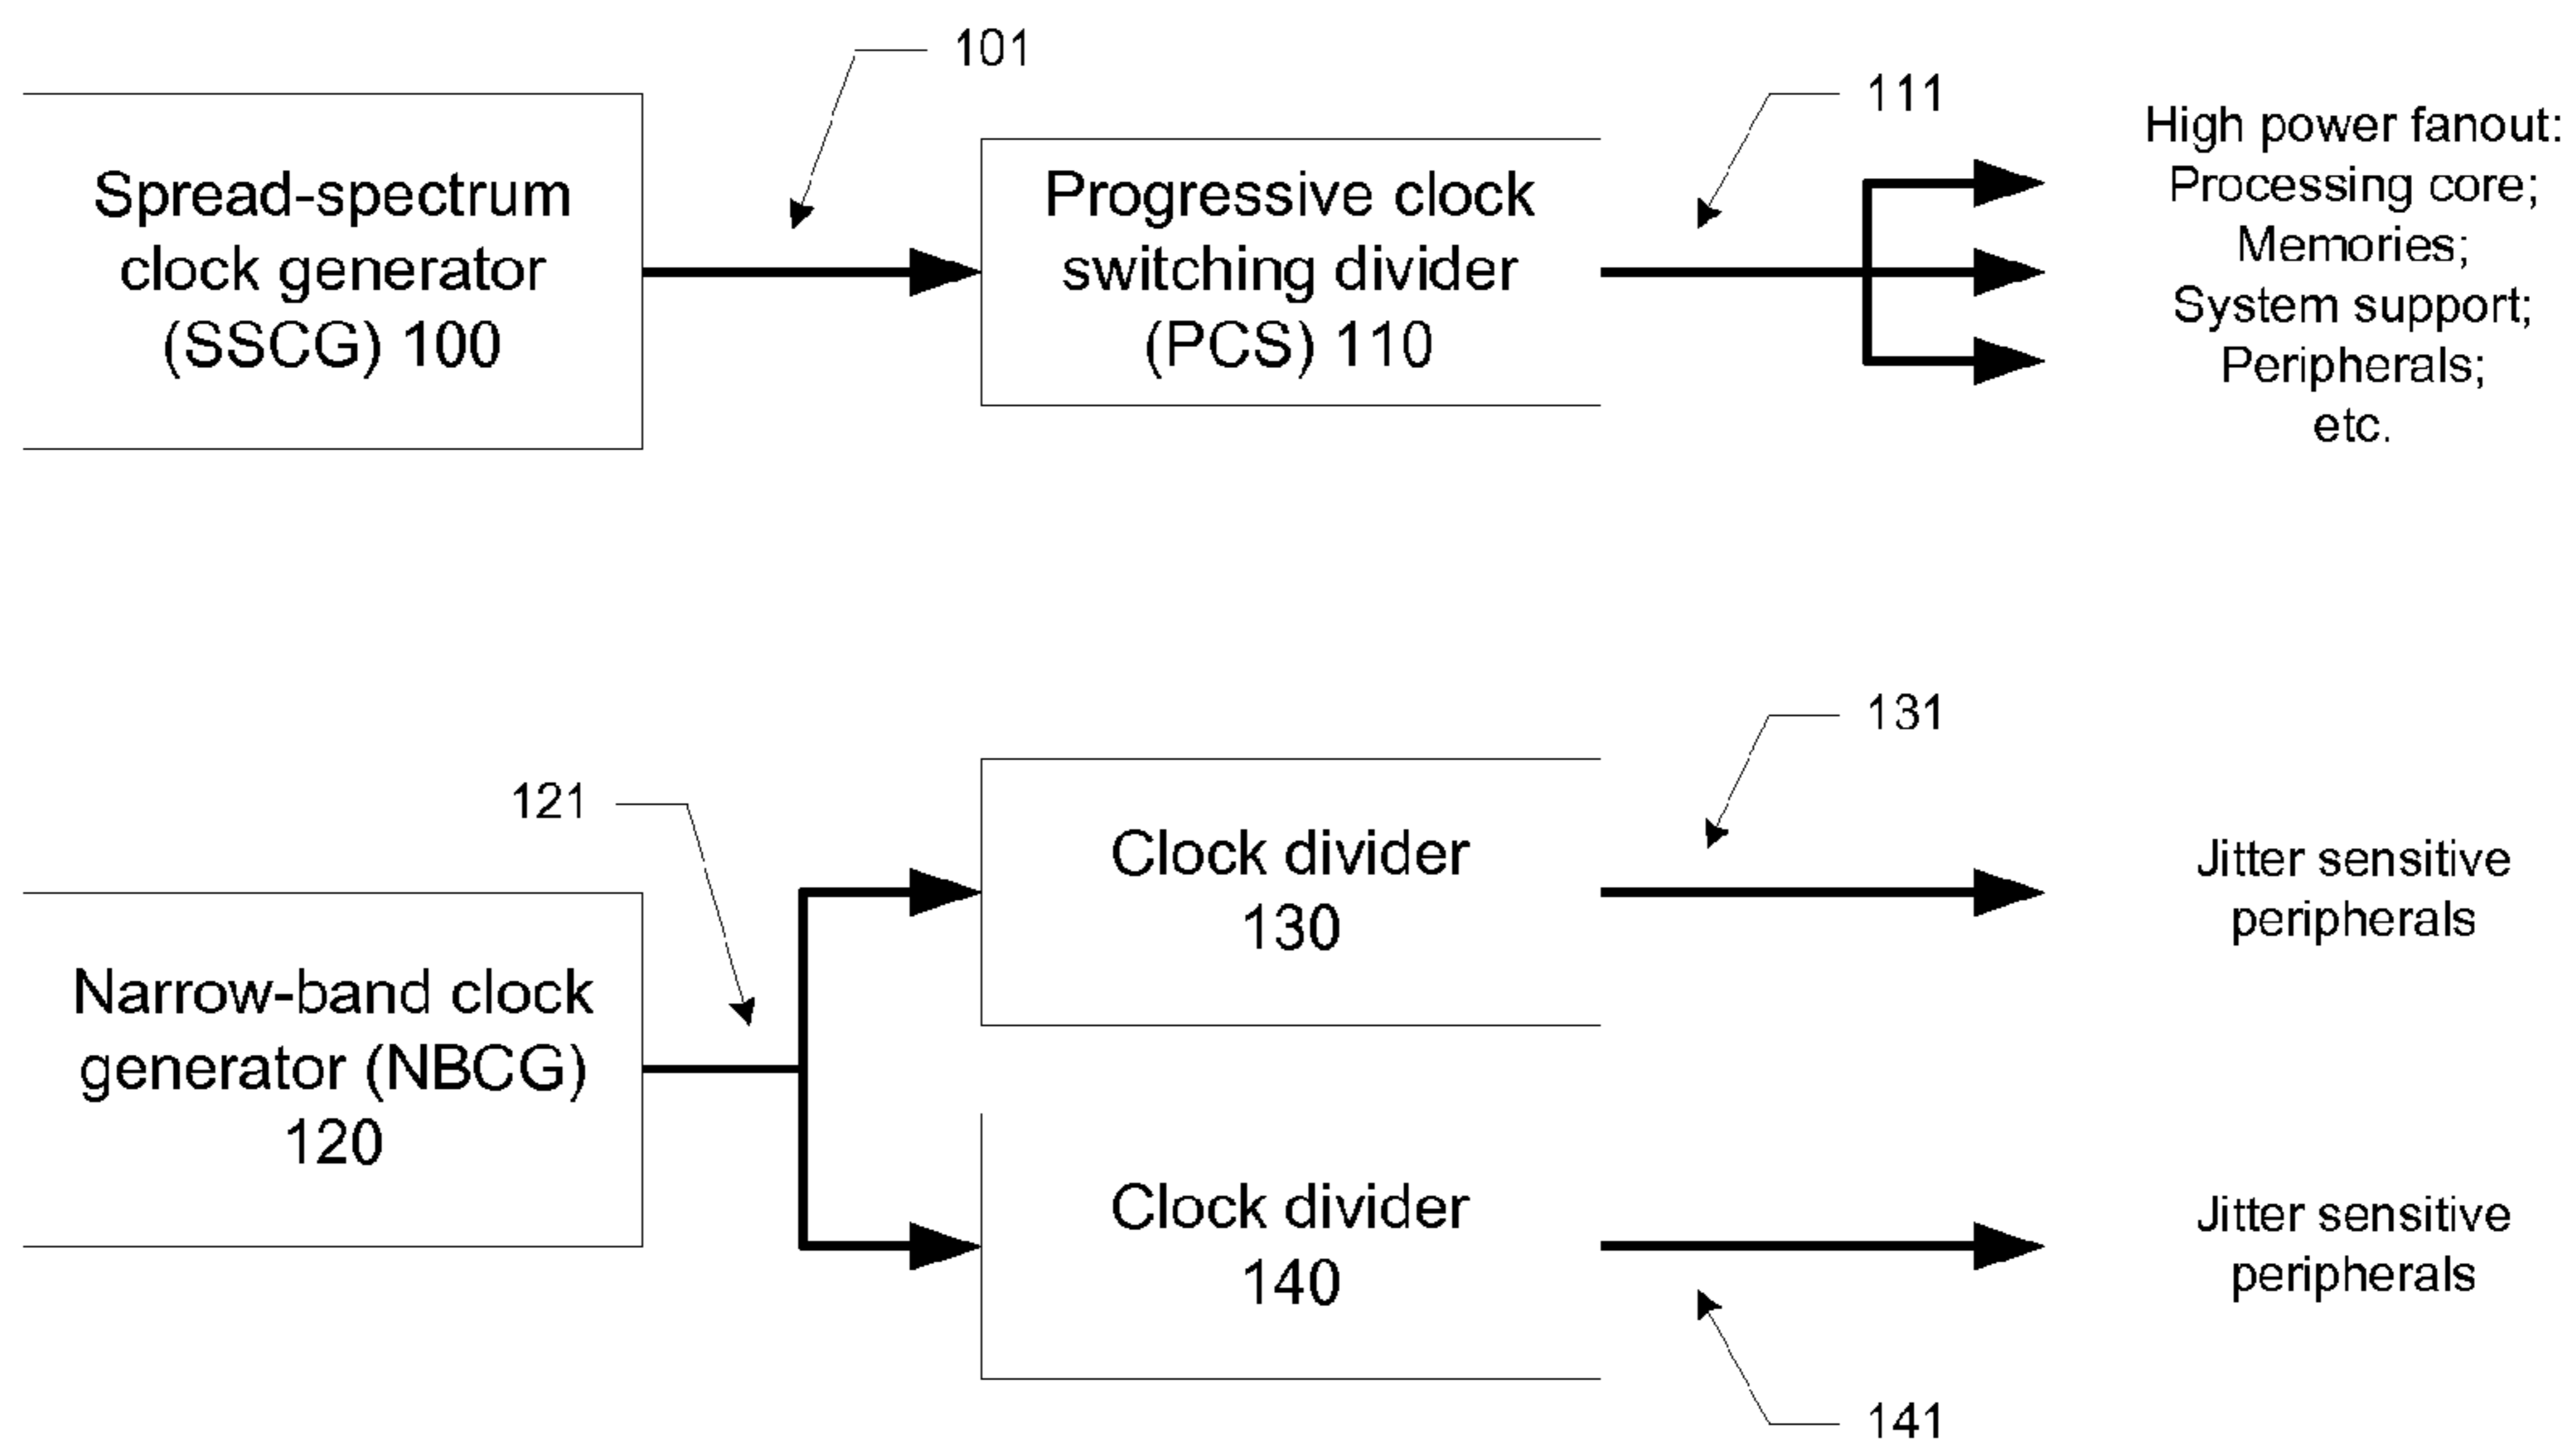 101
Spread-spectrum
clock generator
(SSCG) 100
Progressive clock
switching divider
(PCS) 110
111
High power fanout:
Processing core;
Memories;
System support;
Peripherals;
etc.
121
Narrow-band clock
generator (NBCG)
120
Clock divider
130
131
Jitter sensitive
peripherals
Clock divider
140
141
Jitter sensitive
peripherals